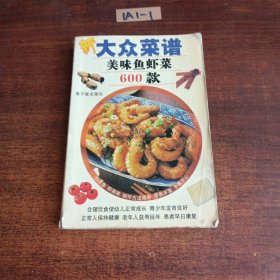 IA1-1
新
大众菜谱
美味鱼虾菜
600款
合理饮食使幼儿正常成长 青少年发育良好
正常人保持健康 老年人益寿延年 患者早日康复